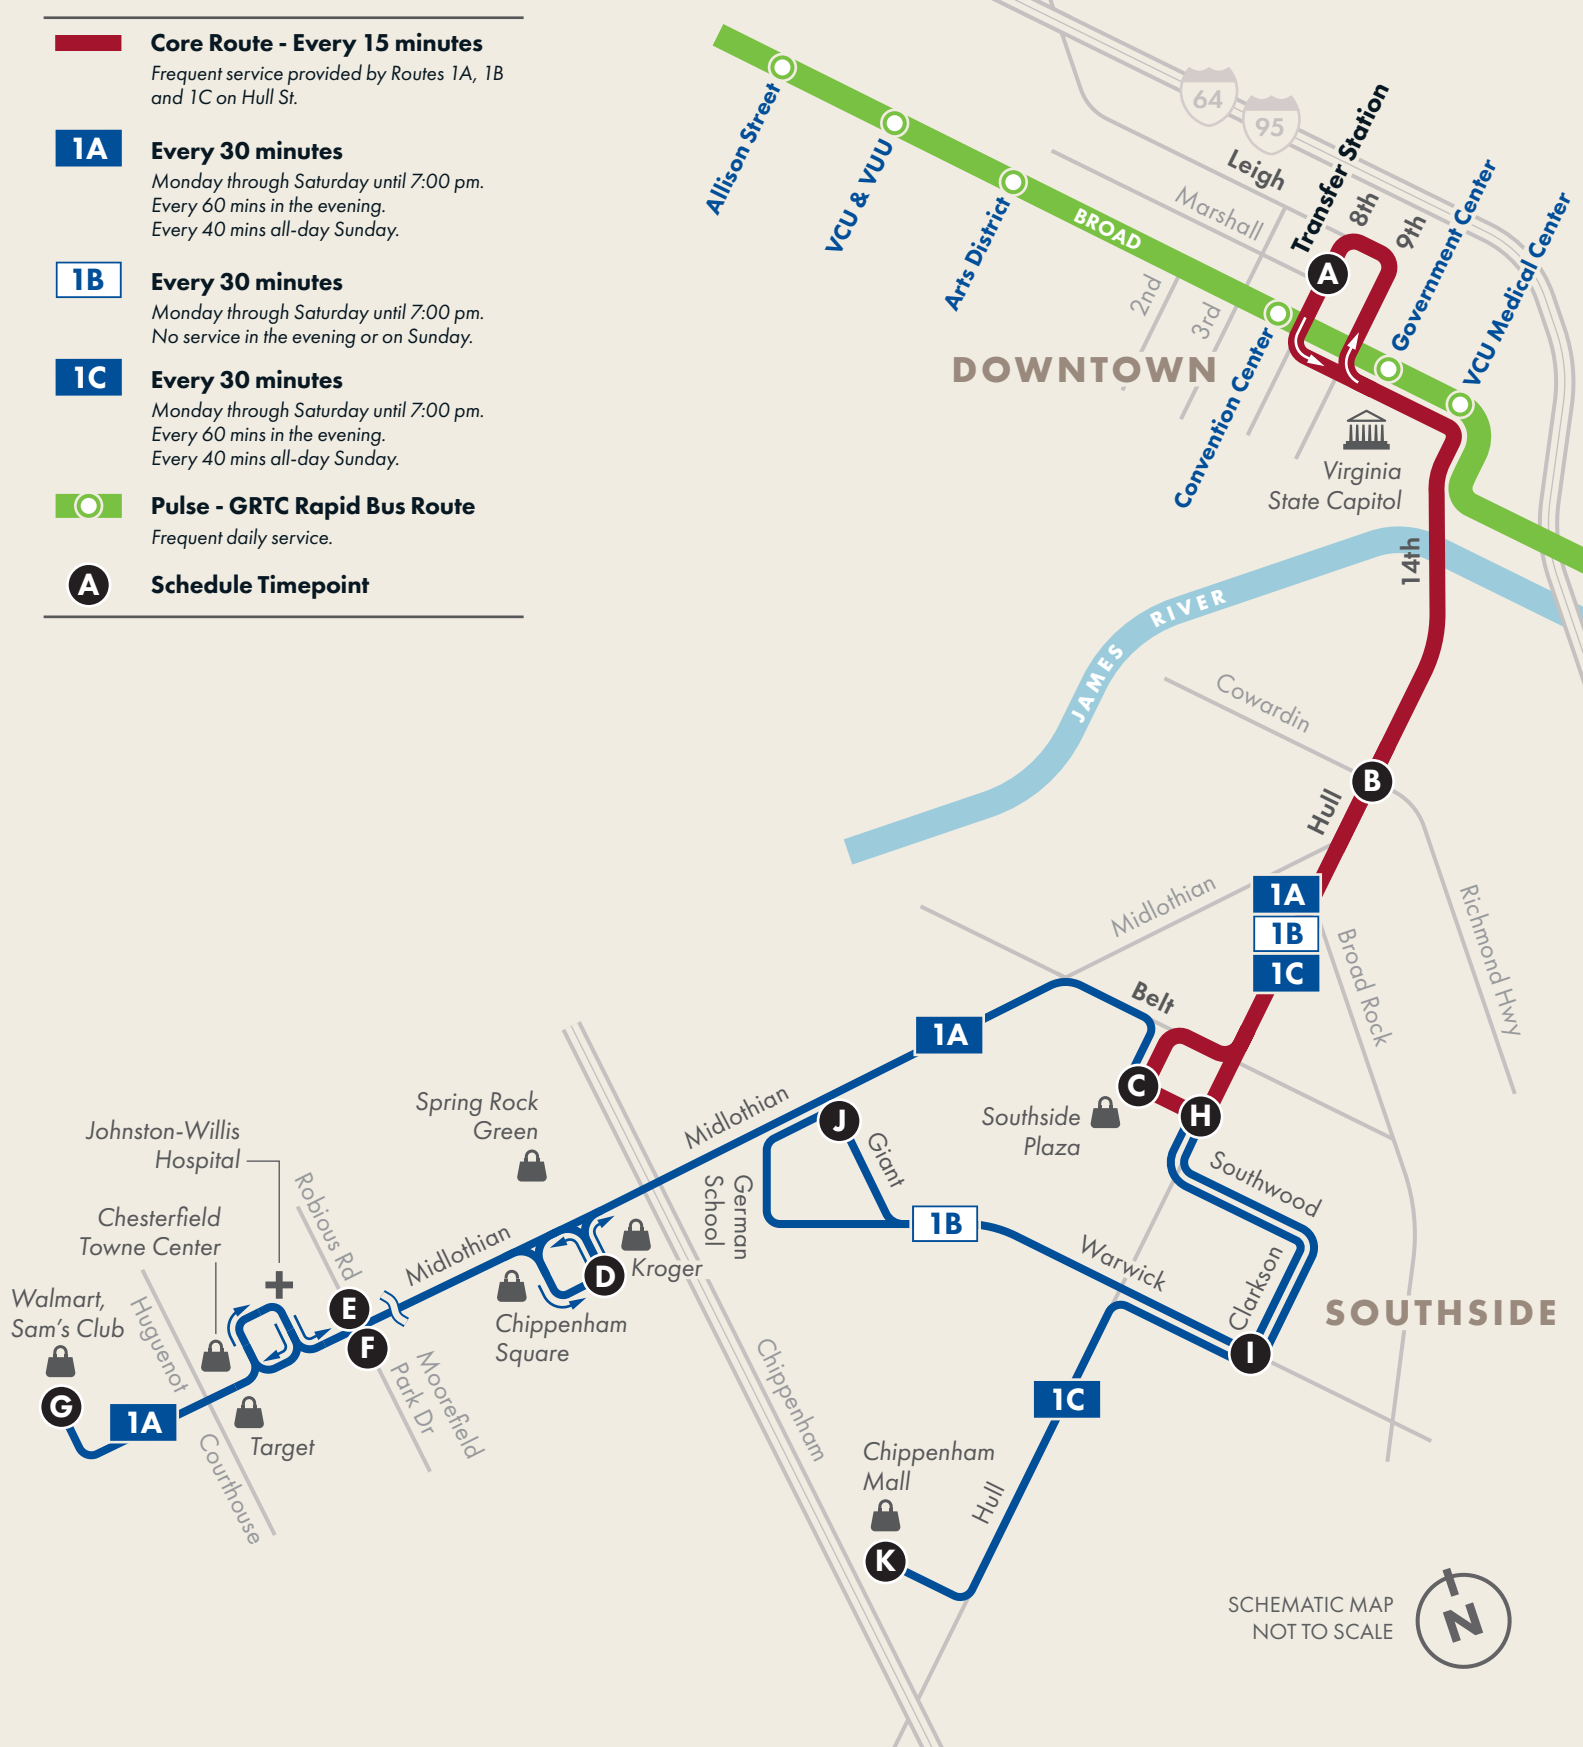 Core Route - Every 15 minutes
Frequent service provided by Routes 1A, 1B
and 1C on Hull St.
1A
Every 30 minutes
Monday through Saturday until 7:00 pm.
Every 60 mins in the evening.
Every 40 mins all-day Sunday.
1B
Every 30 minutes
Monday through Saturday until 7:00 pm.
No service in the evening or on Sunday.
1C
Every 30 minutes
Monday through Saturday until 7:00 pm.
Every 60 mins in the evening.
Every 40 mins all-day Sunday.
Pulse - GRTC Rapid Bus Route
Frequent daily service.
A
Schedule Timepoint
64
95
Allison Street
VCU & VUU
Arts District
BROAD
Marshall
Leigh
Transfer Station
8th
9th
Government Center
VCU Medical Center
A
2nd
3rd
DOWNTOWN
Convention Center
Virginia
State Capitol
14th
JAMES RIVER
Cowardin
B
Hull
Midlothian
1A
1B
1C
Broad Rock
Richmond Hwy
Belt
1A
C
H
Southside
Plaza
Midlothian
J
Giant
German
School
1B
Southwood
Warwick
Clarkson
SOUTHSIDE
I
Spring Rock
Green
Johnston-Willis
Hospital
Chesterfield
Towne Center
Robious Rd
Midlothian
D
Kroger
Chippenham
Square
E
F
Walmart,
Sam's Club
Huguenot
G
1A
Target
Courthouse
Moorefield
Park Dr
Chippenham
1C
Chippenham
Mall
Hull
K
SCHEMATIC MAP
NOT TO SCALE
N